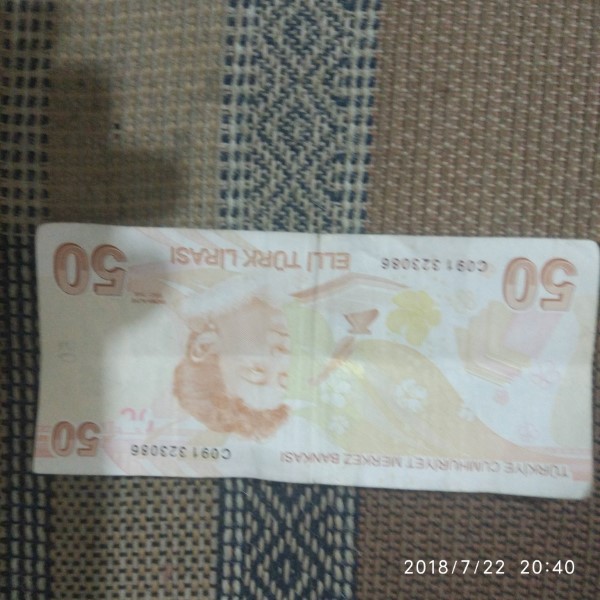 TÜRKİYE CUMHURİYET MERKEZ BANKASI
C091 323086
50
50
C091 323086
ELLİ TÜRK LİRASI
50
2018/7/22 20:40